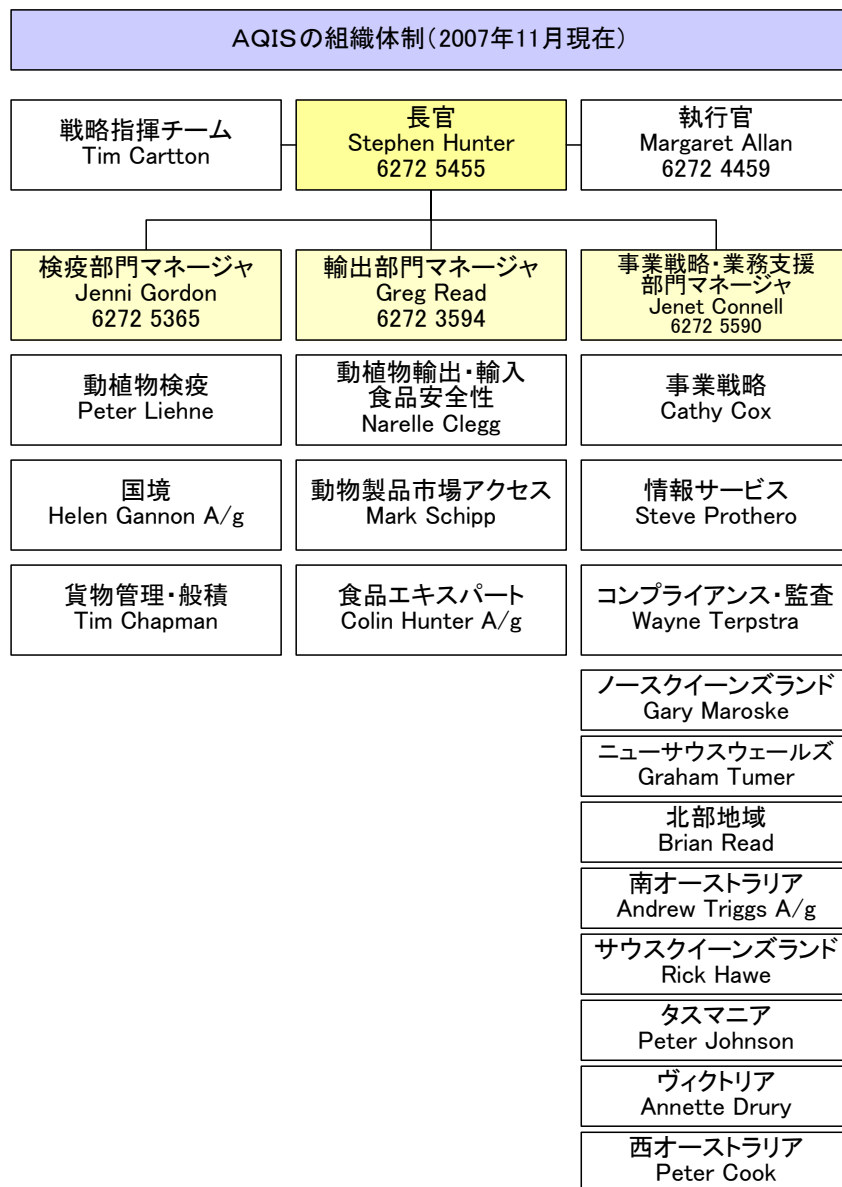 AQISの組織体制(2007年11月現在)
戦略指揮チーム
Tim Cartton
長官
Stephen Hunter
6272 5455
執行官
Margaret Allan
6272 4459
検疫部門マネージャ
Jenni Gordon
6272 5365
輸出部門マネージャ
Greg Read
6272 3594
事業戦略・業務支援
部門マネージャ
Jenet Connell
6272 5590
動植物検疫
Peter Liehne
動植物輸出・輸入
食品安全性
Narelle Clegg
事業戦略
Cathy Cox
国境
Helen Gannon A/g
動物製品市場アクセス
Mark Schipp
情報サービス
Steve Prothero
貨物管理・般積
Tim Chapman
食品エキスパート
Colin Hunter A/g
コンプライアンス・監査
Wayne Terpstra
ノースクイーンズランド
Gary Maroske
ニューサウスウェールズ
Graham Tumer
北部地域
Brian Read
南オーストラリア
Andrew Triggs A/g
サウスクイーンズランド
Rick Hawe
タスマニア
Peter Johnson
ヴィクトリア
Annette Drury
西オーストラリア
Peter Cook